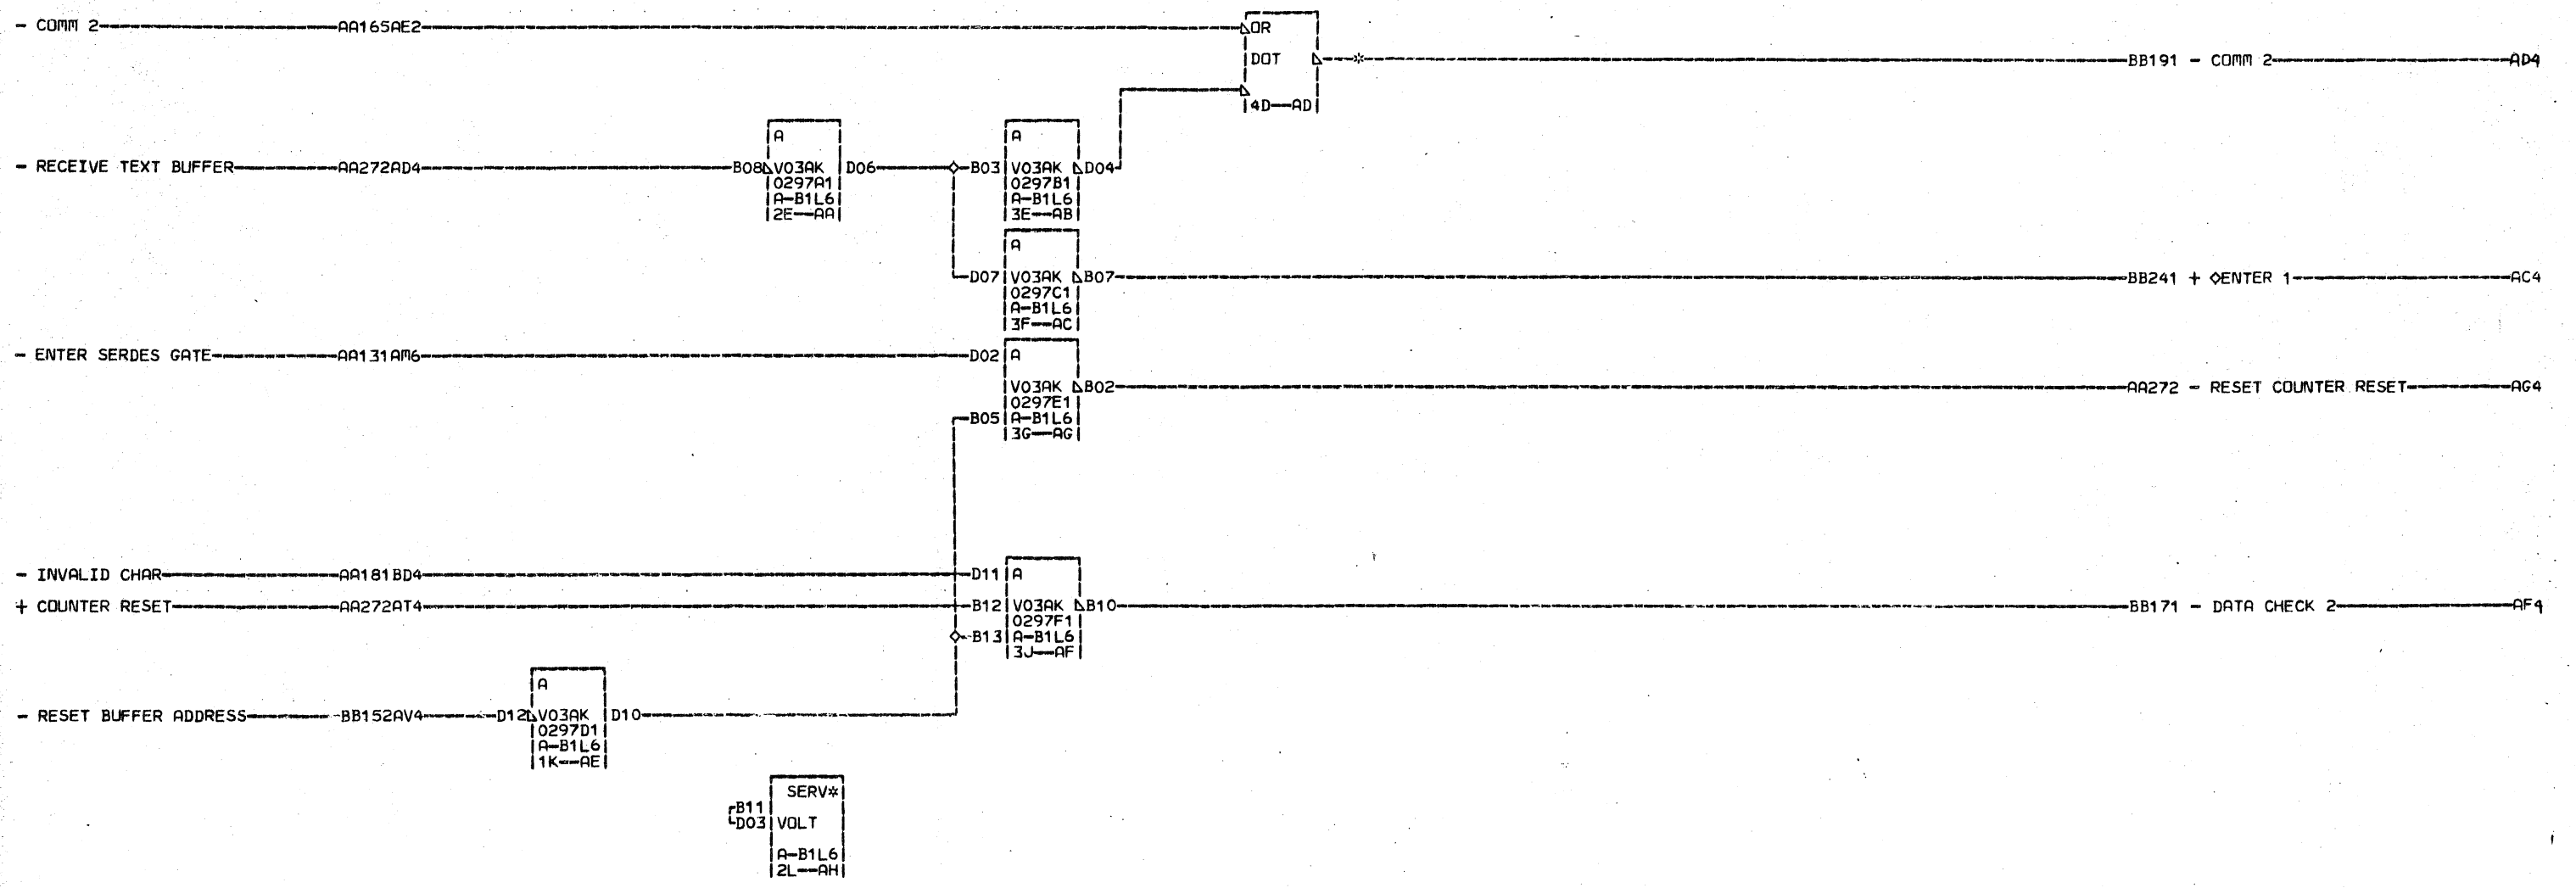 - COMM 2 AA165AE2 OR
DOT BB191 - COMM 2 AD4
4D AD
A A
- RECEIVE TEXT BUFFER AA272AD4 B08 V03AK D06 B03 V03AK D04
0297A1 0297B1
A-B1L6 A-B1L6
2E AA 3E AB
A
D07 V03AK B07 BB241 + ◇ENTER 1 AC4
0297C1
A-B1L6
3F AC
- ENTER SERDES GATE AA131AM6 D02 A
V03AK B02 AA272 - RESET COUNTER RESET AG4
0297E1
B05 A-B1L6
3G AG
- INVALID CHAR AA181BD4 D11 A
+ COUNTER RESET AA272AT4 B12 V03AK B10 BB171 - DATA CHECK 2 AF4
0297F1
B13 A-B1L6
3J AF
A
- RESET BUFFER ADDRESS BB152AV4 D12 V03AK D10
0297D1
A-B1L6
1K AE
SERV*
B11
D03 VOLT
A-B1L6
2L AH